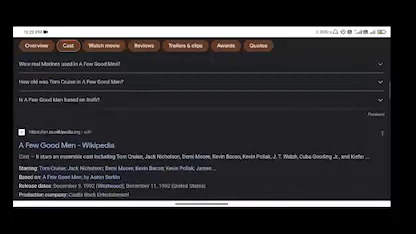 Overview Cast Watch movie Reviews Trailers & clips Awards Quotes
Were real Marines used in A Few Good Men?
How old was Tom Cruise in A Few Good Men?
Is A Few Good Men based on truth?
Feedback
A Few Good Men - Wikipedia
Cast — It stars an ensemble cast including Tom Cruise, Jack Nicholson, Demi Moore, Kevin Bacon, Kevin Pollak, J. T. Walsh, Cuba Gooding Jr., and Kiefer ...
Starring: Tom Cruise; Jack Nicholson; Demi Moore; Kevin Bacon; Kevin Pollak; James ...
Based on: A Few Good Men; by Aaron Sorkin
Release dates: December 9, 1992 (Westwood); December 11, 1992 (United States)
Production company: Castle Rock Entertainment